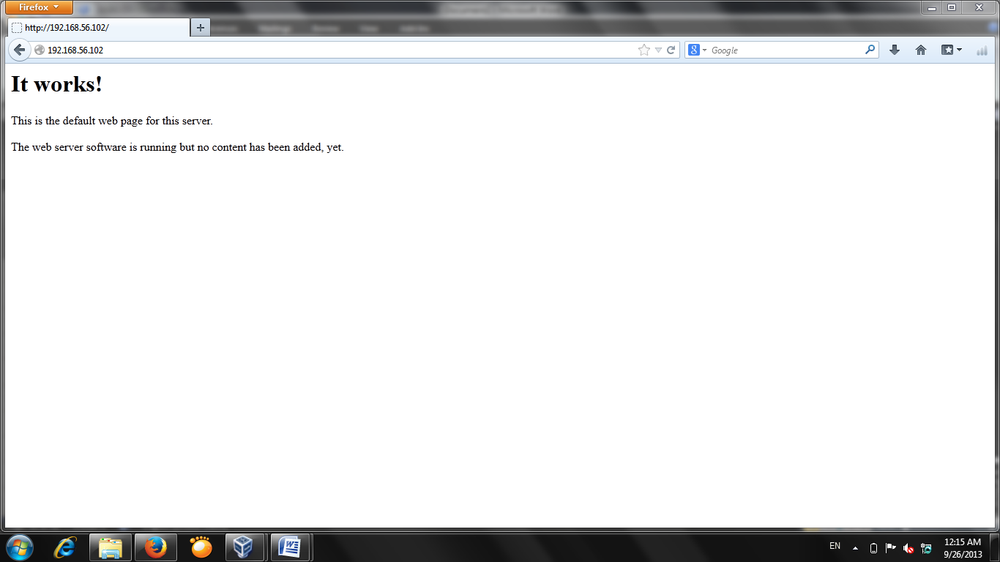 Firefox
http://192.168.56.102/
192.168.56.102
Google
It works!
This is the default web page for this server.
The web server software is running but no content has been added, yet.
EN
12:15 AM
9/26/2013